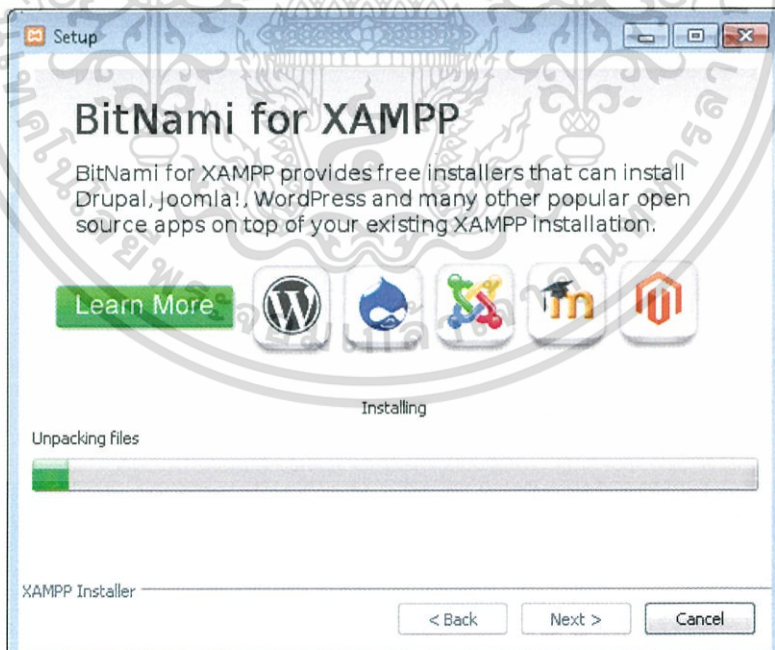 Setup
BitNami for XAMPP
BitNami for XAMPP provides free installers that can install
Drupal, Joomla!, WordPress and many other popular open
source apps on top of your existing XAMPP installation.
Learn More
Installing
Unpacking files
XAMPP Installer
< Back
Next >
Cancel